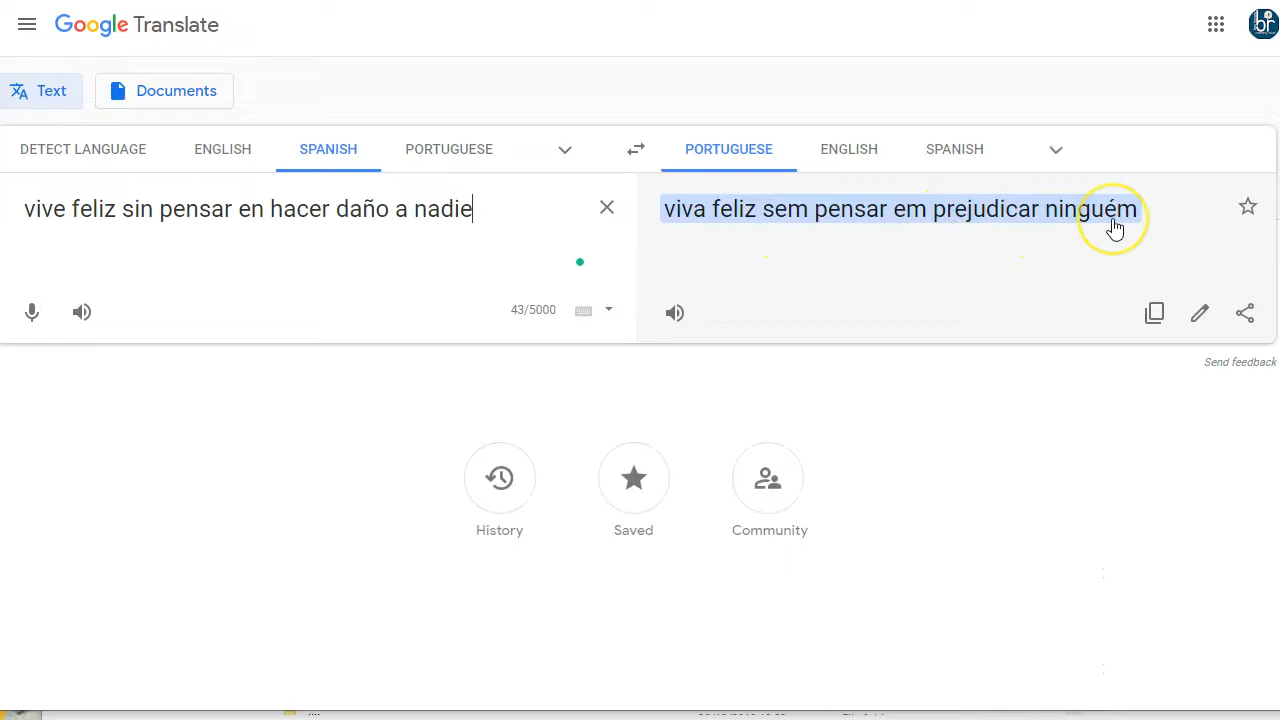 Google Translate
Text
Documents
DETECT LANGUAGE ENGLISH SPANISH PORTUGUESE
PORTUGUESE ENGLISH SPANISH
vive feliz sin pensar en hacer daño a nadie
viva feliz sem pensar em prejudicar ninguém
43/5000
Send feedback
History
Saved
Community
br